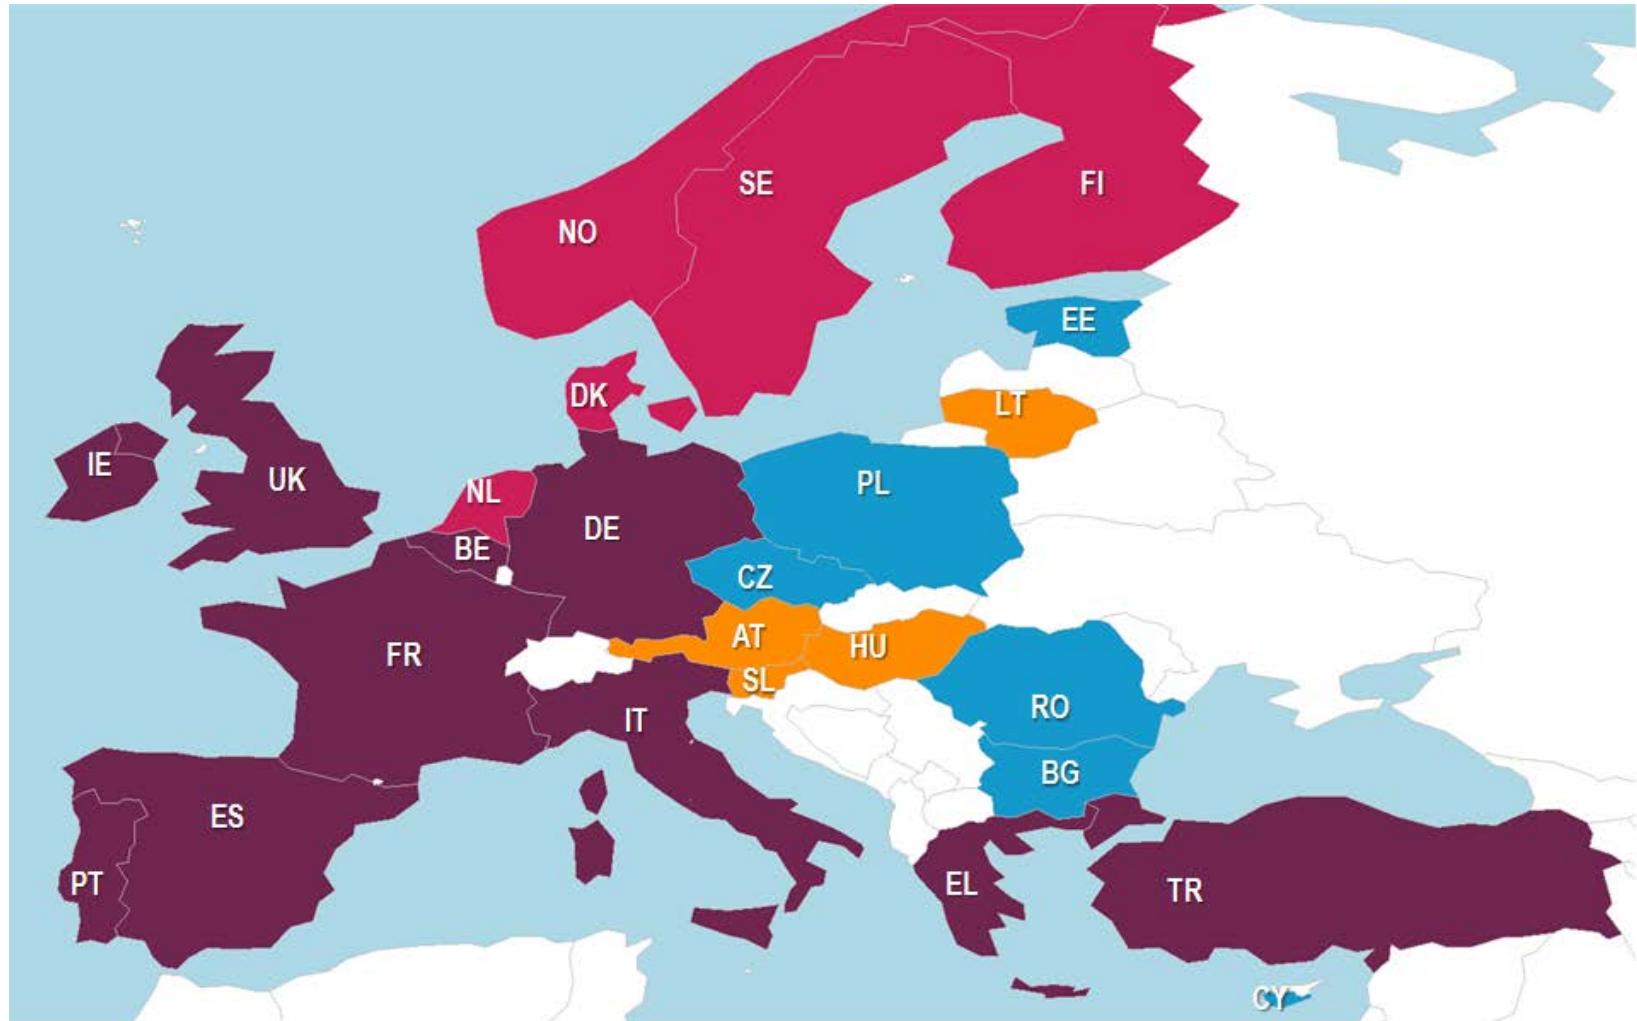 SE
FI
NO
EE
DK
LT
IE
UK
NL
PL
DE
BE
CZ
AT
HU
FR
SL
RO
IT
BG
ES
PT
EL
TR
CY